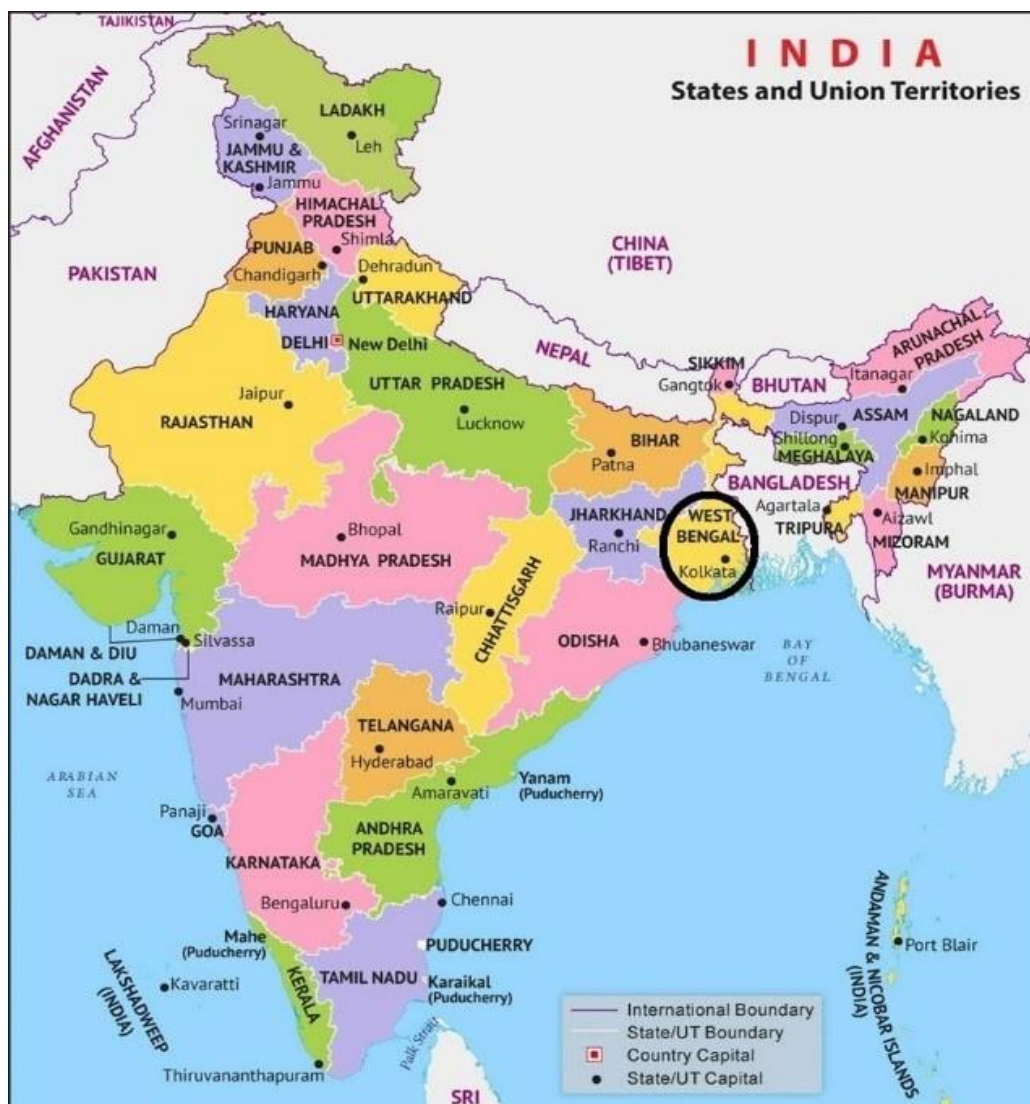 TAJIKISTAN
INDIA
States and Union Territories
AFGHANISTAN
LADAKH
Srinagar
Leh
JAMMU &
KASHMIR
Jammu
HIMACHAL
PRADESH
Shimla
CHINA
(TIBET)
PAKISTAN
PUNJAB
Chandigarh
Dehradun
UTTARAKHAND
HARYANA
DELHI
New Delhi
NEPAL
SIKKIM
Gangtok
BHUTAN
ARUNACHAL
PRADESH
Itanagar
Jaipur
RAJASTHAN
UTTAR PRADESH
Lucknow
BIHAR
Patna
Dispur
ASSAM
NAGALAND
Shillong
MEGHALAYA
Kohima
Imphal
MANIPUR
BANGLADESH
Agartala
TRIPURA
Aizawl
MIZORAM
Gandhinagar
GUJARAT
Bhopal
MADHYA PRADESH
JHARKHAND
Ranchi
WEST
BENGAL
Kolkata
MYANMAR
(BURMA)
CHHATTISGARH
Raipur
ODISHA
Bhubaneswar
BAY
OF
BENGAL
Daman
Silvassa
DAMAN & DIU
DADRA &
NAGAR HAVELI
Mumbai
MAHARASHTRA
TELANGANA
Hyderabad
Amaravati
Yanam
(Puducherry)
ARABIAN
SEA
Panaji
GOA
ANDHRA
PRADESH
KARNATAKA
Bengaluru
Chennai
Mahe
(Puducherry)
PUDUCHERRY
TAMIL NADU
Karaikal
(Puducherry)
KERALA
LAKSHADWEEP
(INDIA)
Kavaratti
Thiruvananthapuram
Palk Strait
SRI
ANDAMAN & NICOBAR ISLANDS
(INDIA)
Port Blair
International Boundary
State/UT Boundary
Country Capital
State/UT Capital